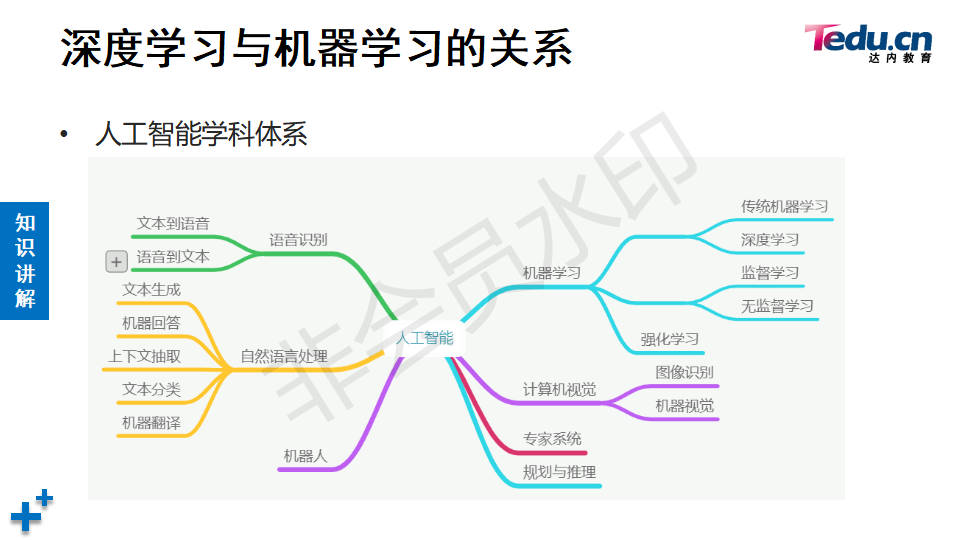 深度学习与机器学习的关系
Tedu.cn
达内教育
• 人工智能学科体系
知识讲解
文本到语音
语音到文本
语音识别
文本生成
机器回答
上下文抽取
文本分类
机器翻译
自然语言处理
机器人
人工智能
机器学习
传统机器学习
深度学习
监督学习
无监督学习
强化学习
计算机视觉
图像识别
机器视觉
专家系统
规划与推理
非会员水印